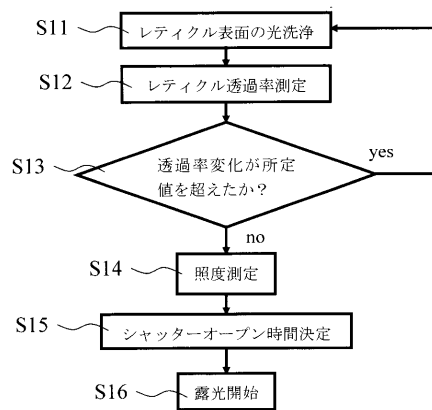 S11 レティクル表面の光洗浄
S12 レティクル透過率測定
S13 透過率変化が所定
値を超えたか？
yes
no
S14 照度測定
S15 シャッターオープン時間決定
S16 露光開始